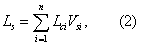 L_s = \sum_{i=1}^{n} L_{si} V_{si} , (2)